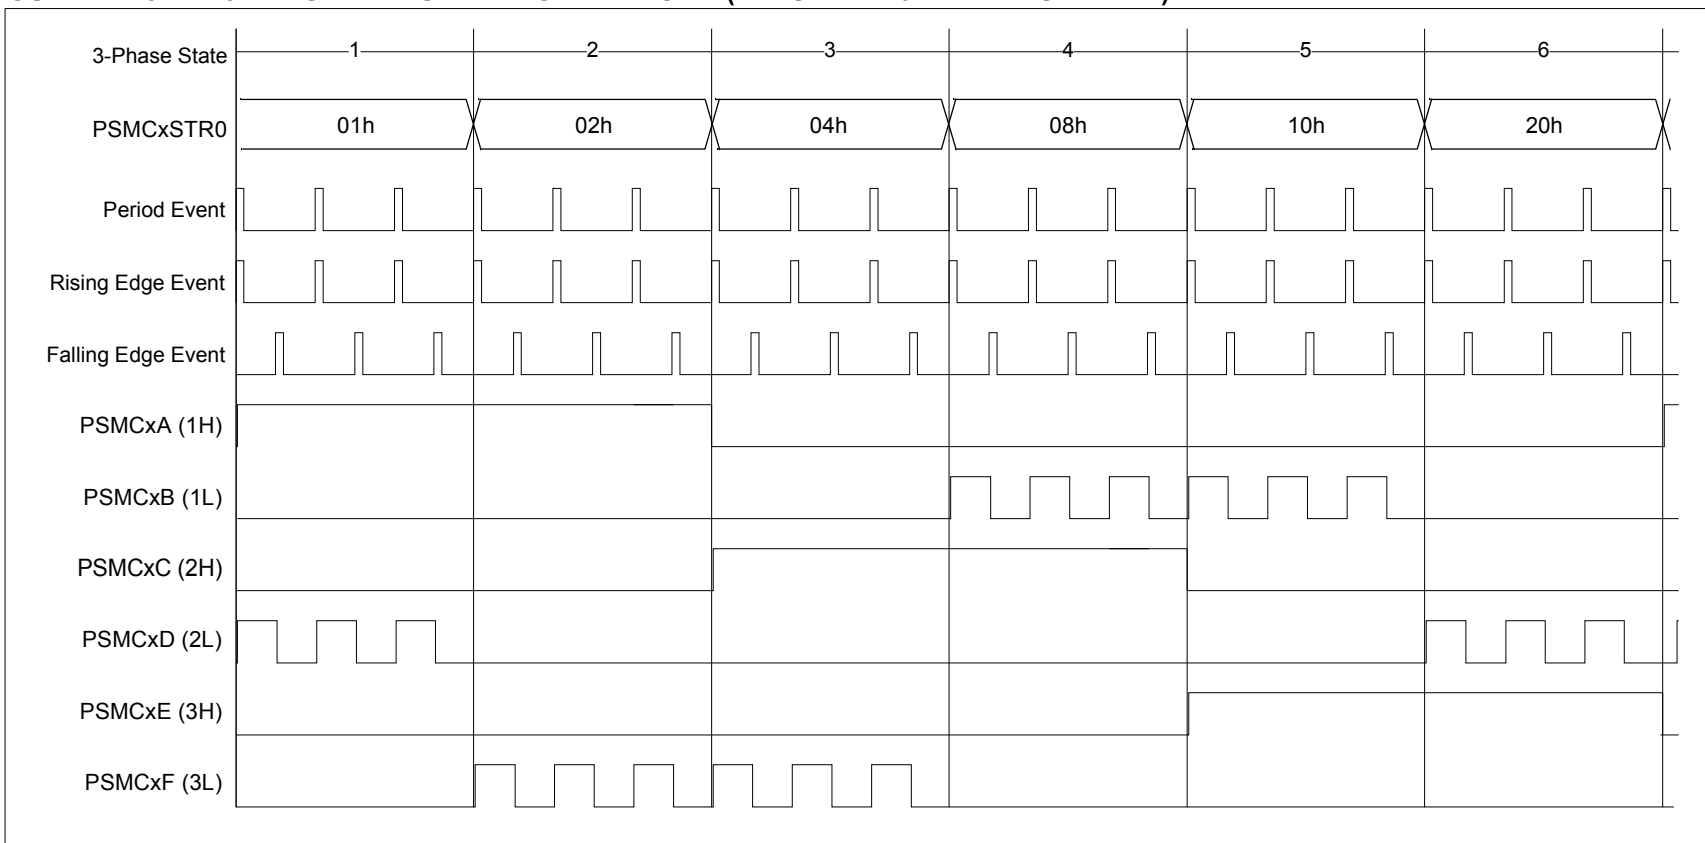 3-Phase State 1 2 3 4 5 6
PSMCxSTR0 01h 02h 04h 08h 10h 20h
Period Event
Rising Edge Event
Falling Edge Event
PSMCxA (1H)
PSMCxB (1L)
PSMCxC (2H)
PSMCxD (2L)
PSMCxE (3H)
PSMCxF (3L)